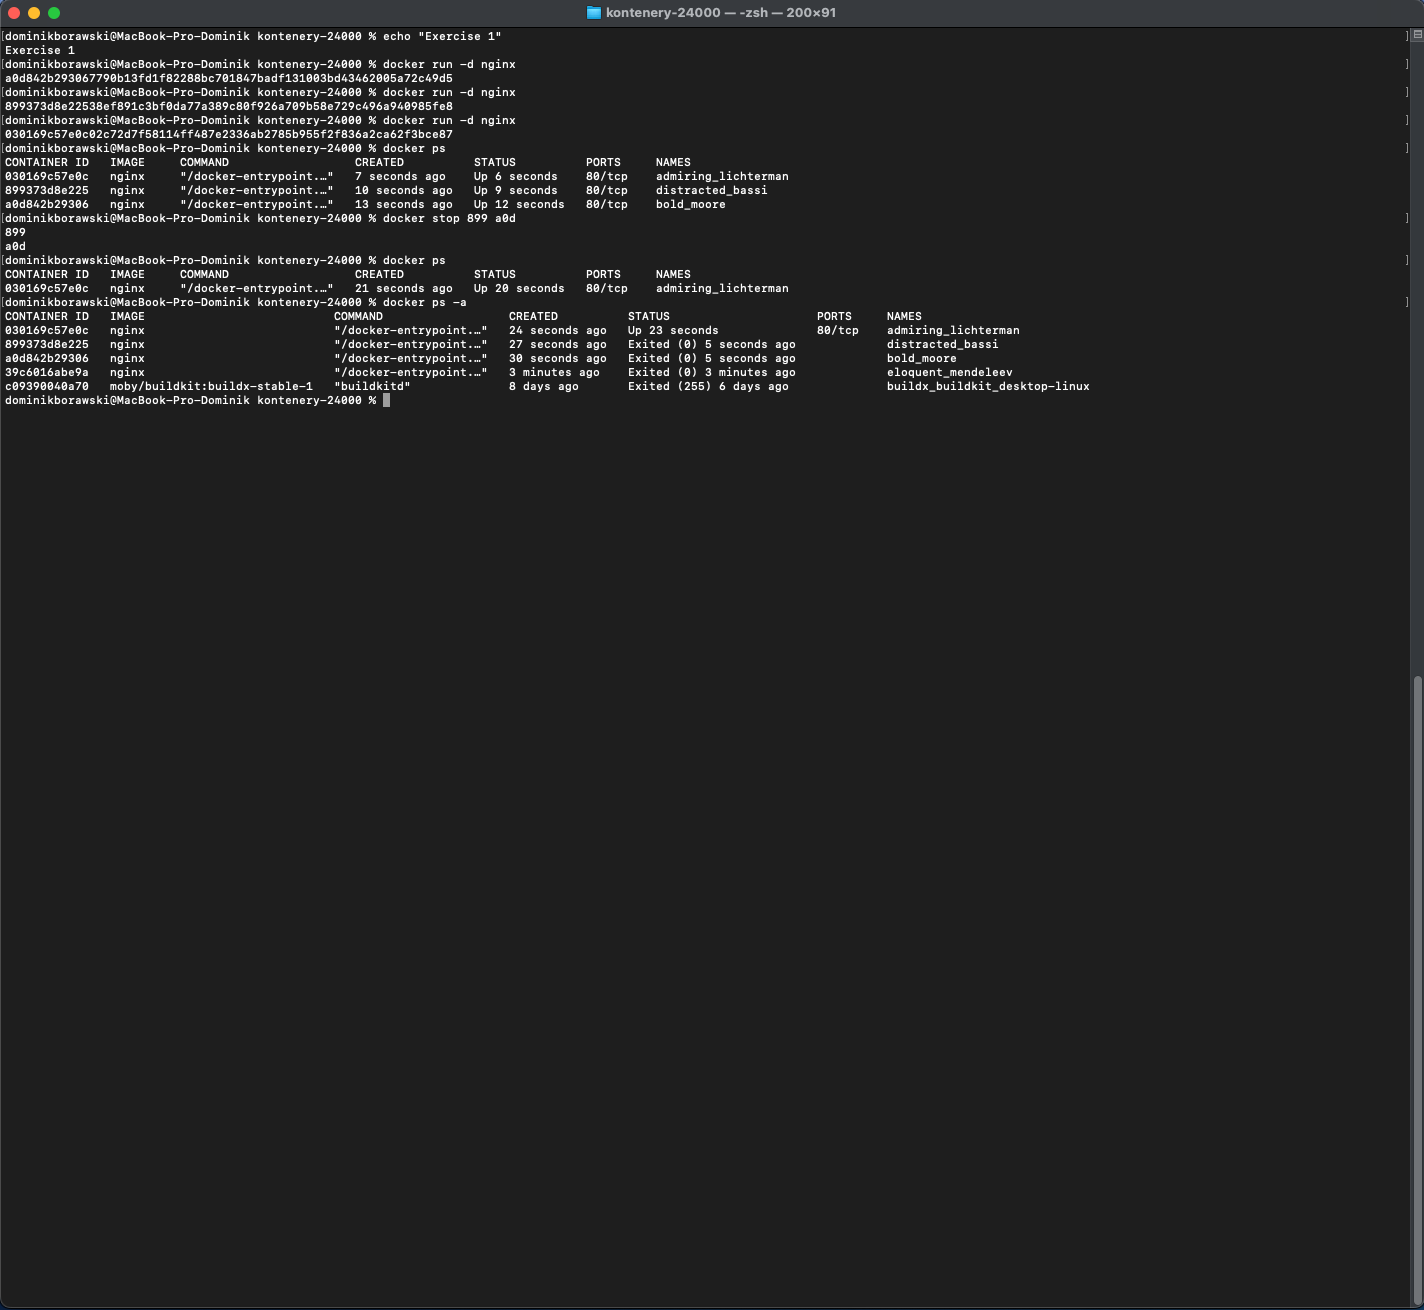 kontenery-24000 — -zsh — 200×91
[dominikborawski@MacBook-Pro-Dominik kontenery-24000 % echo "Exercise 1" ]
Exercise 1
[dominikborawski@MacBook-Pro-Dominik kontenery-24000 % docker run -d nginx ]
a0d842b293067790b13fd1f82288bc701847badf131003bd43462005a72c49d5
[dominikborawski@MacBook-Pro-Dominik kontenery-24000 % docker run -d nginx ]
899373d8e22538ef891c3bf0da77a389c80f926a709b58e729c496a940985fe8
[dominikborawski@MacBook-Pro-Dominik kontenery-24000 % docker run -d nginx ]
030169c57e0c02c72d7f58114ff487e2336ab2785b955f2f836a2ca62f3bce87
[dominikborawski@MacBook-Pro-Dominik kontenery-24000 % docker ps ]
CONTAINER ID   IMAGE     COMMAND                  CREATED          STATUS          PORTS     NAMES
030169c57e0c   nginx     "/docker-entrypoint.…"   7 seconds ago    Up 6 seconds    80/tcp    admiring_lichterman
899373d8e225   nginx     "/docker-entrypoint.…"   10 seconds ago   Up 9 seconds    80/tcp    distracted_bassi
a0d842b29306   nginx     "/docker-entrypoint.…"   13 seconds ago   Up 12 seconds   80/tcp    bold_moore
[dominikborawski@MacBook-Pro-Dominik kontenery-24000 % docker stop 899 a0d ]
899
a0d
[dominikborawski@MacBook-Pro-Dominik kontenery-24000 % docker ps ]
CONTAINER ID   IMAGE     COMMAND                  CREATED          STATUS          PORTS     NAMES
030169c57e0c   nginx     "/docker-entrypoint.…"   21 seconds ago   Up 20 seconds   80/tcp    admiring_lichterman
[dominikborawski@MacBook-Pro-Dominik kontenery-24000 % docker ps -a ]
CONTAINER ID   IMAGE                           COMMAND                  CREATED          STATUS                     PORTS     NAMES
030169c57e0c   nginx                           "/docker-entrypoint.…"   24 seconds ago   Up 23 seconds              80/tcp    admiring_lichterman
899373d8e225   nginx                           "/docker-entrypoint.…"   27 seconds ago   Exited (0) 5 seconds ago             distracted_bassi
a0d842b29306   nginx                           "/docker-entrypoint.…"   30 seconds ago   Exited (0) 5 seconds ago             bold_moore
39c6016abe9a   nginx                           "/docker-entrypoint.…"   3 minutes ago    Exited (0) 3 minutes ago             eloquent_mendeleev
c09390040a70   moby/buildkit:buildx-stable-1   "buildkitd"              8 days ago       Exited (255) 6 days ago              buildx_buildkit_desktop-linux
dominikborawski@MacBook-Pro-Dominik kontenery-24000 %